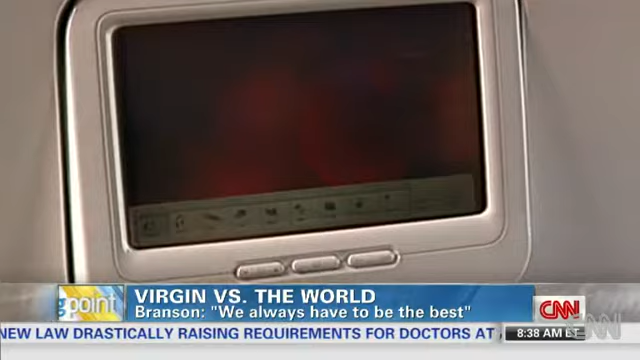 g point
VIRGIN VS. THE WORLD
Branson: "We always have to be the best"
CNN
NEW LAW DRASTICALLY RAISING REQUIREMENTS FOR DOCTORS AT
8:38 AM ET
CNN